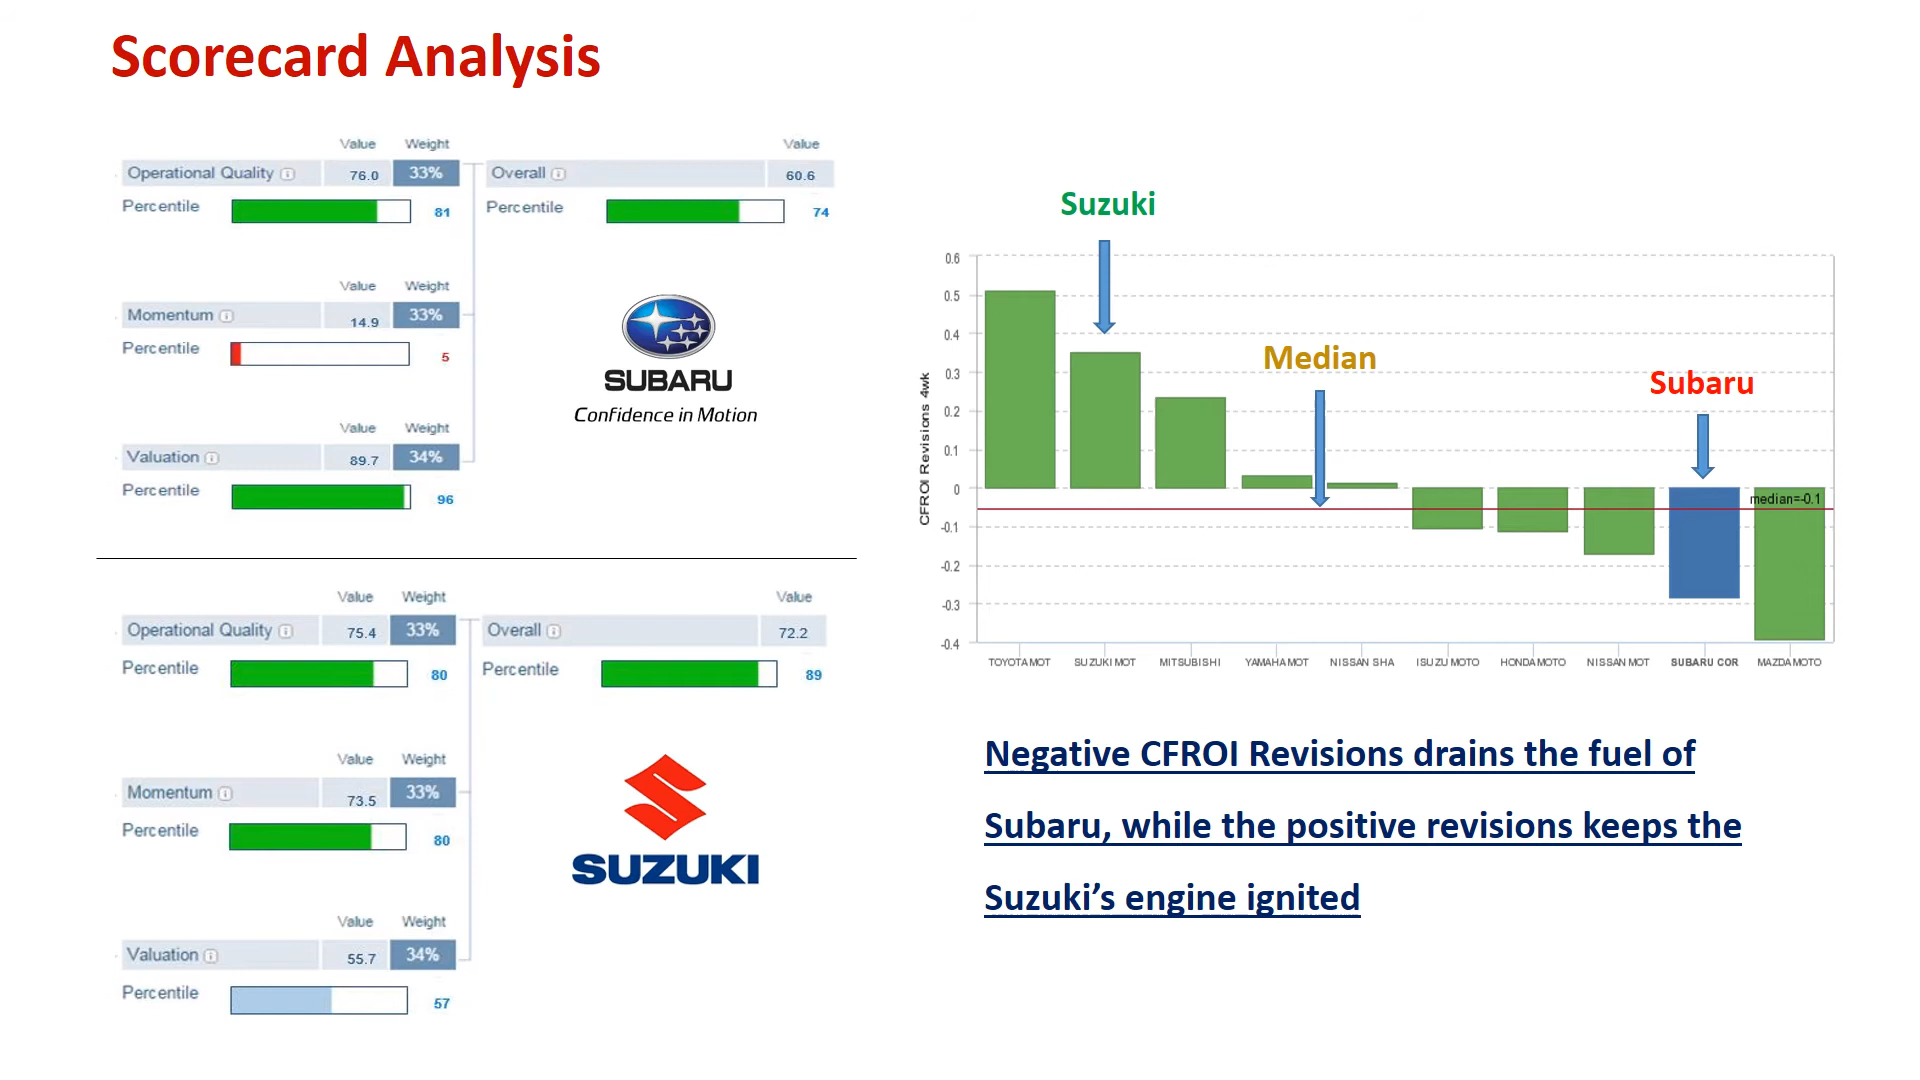 Scorecard Analysis
Value Weight Value
Operational Quality 76.0 33% Overall 60.6
Percentile 81 Percentile 74
Value Weight
Momentum 14.9 33%
Percentile 5
SUBARU
Confidence in Motion
Value Weight
Valuation 89.7 34%
Percentile 96
Value Weight Value
Operational Quality 75.4 33% Overall 72.2
Percentile 80 Percentile 89
Value Weight
Momentum 73.5 33%
Percentile 80
SUZUKI
Value Weight
Valuation 55.7 34%
Percentile 57
Suzuki
Median
Subaru
CFROI Revisions 4wk
0.6
0.5
0.4
0.3
0.2
0.1
0
-0.1
-0.2
-0.3
-0.4
median=-0.1
TOYOTA MOT SUZUKI MOT MITSUBISHI YAMAHA MOT NISSAN SHA ISUZU MOTO HONDA MOTO NISSAN MOT SUBARU COR MAZDA MOTO
Negative CFROI Revisions drains the fuel of
Subaru, while the positive revisions keeps the
Suzuki’s engine ignited